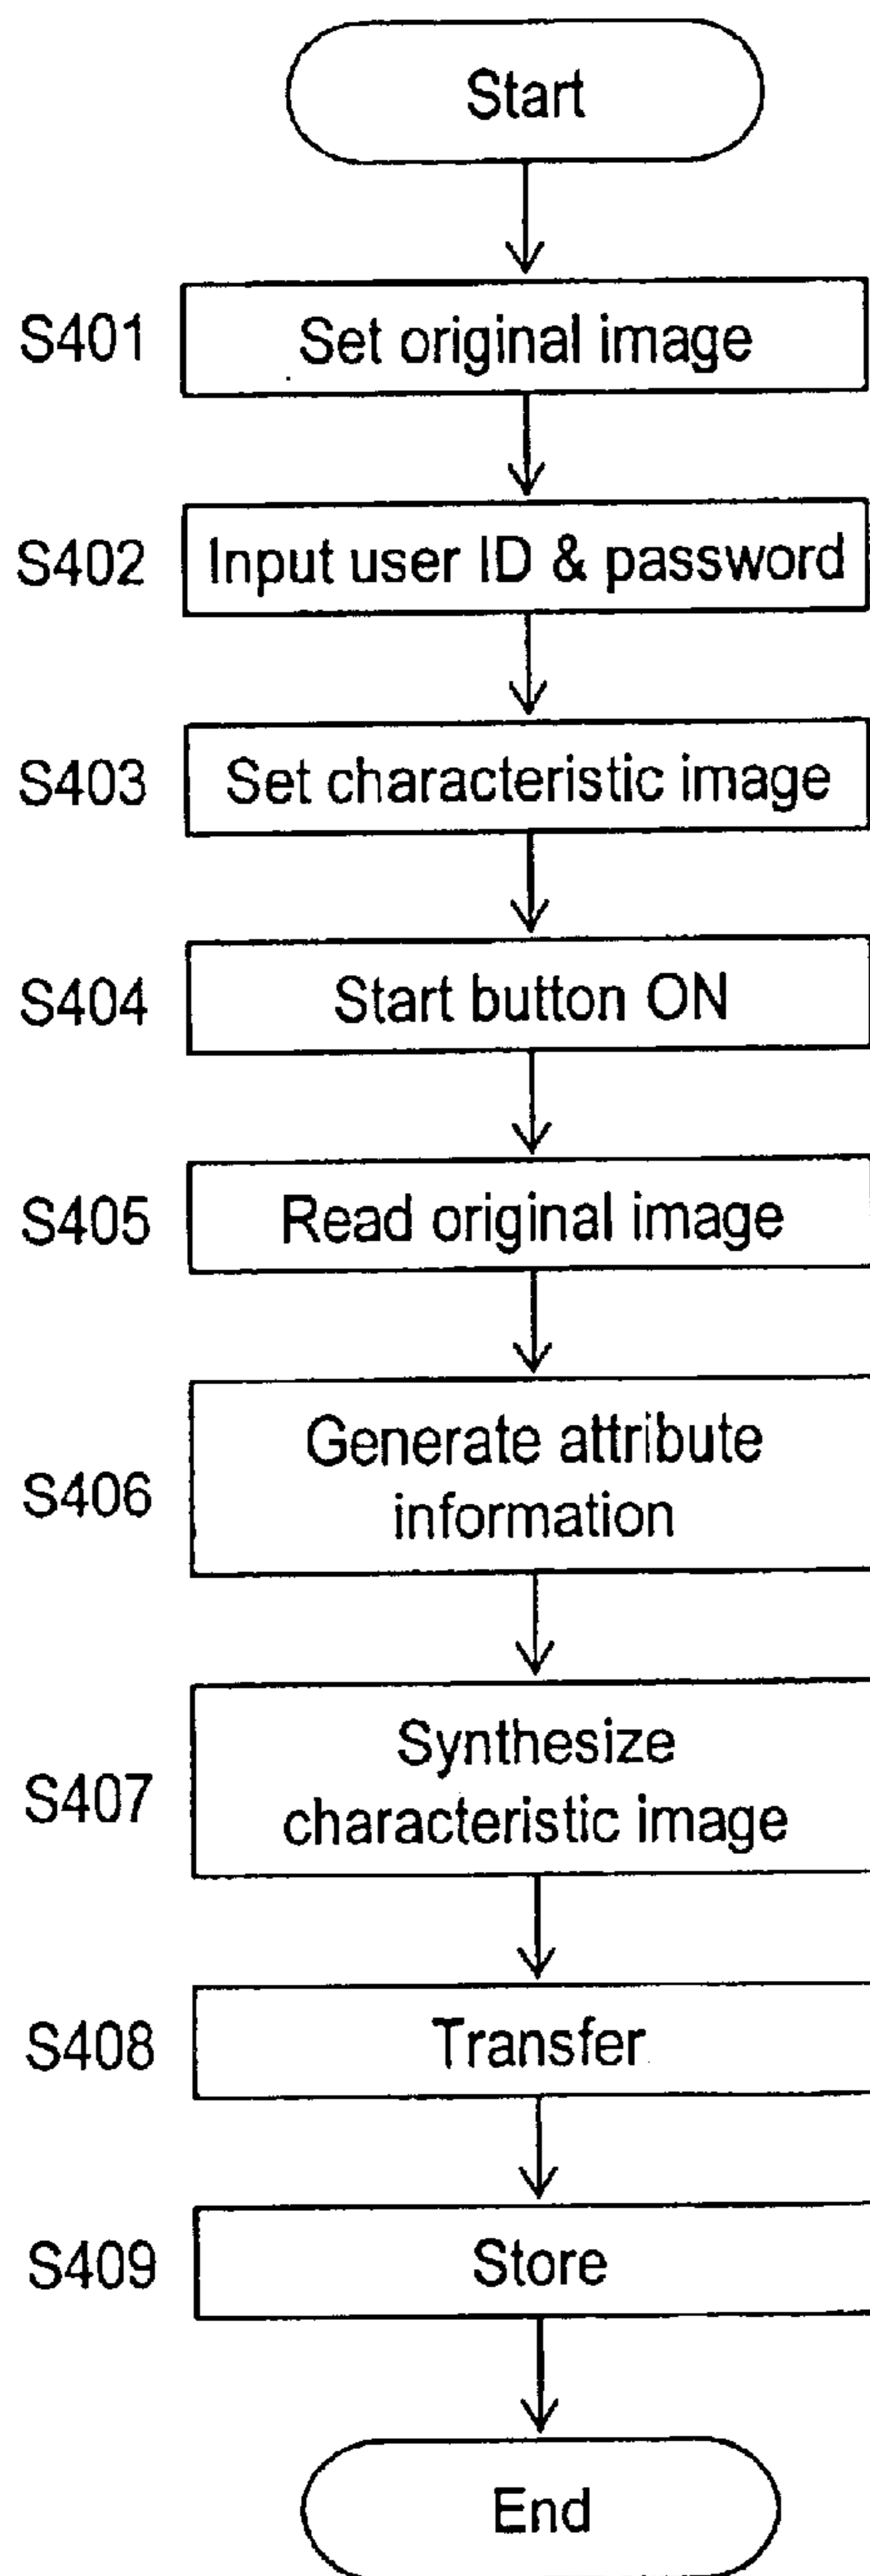 Start
S401 Set original image
S402 Input user ID & password
S403 Set characteristic image
S404 Start button ON
S405 Read original image
S406 Generate attribute
information
S407 Synthesize
characteristic image
S408 Transfer
S409 Store
End